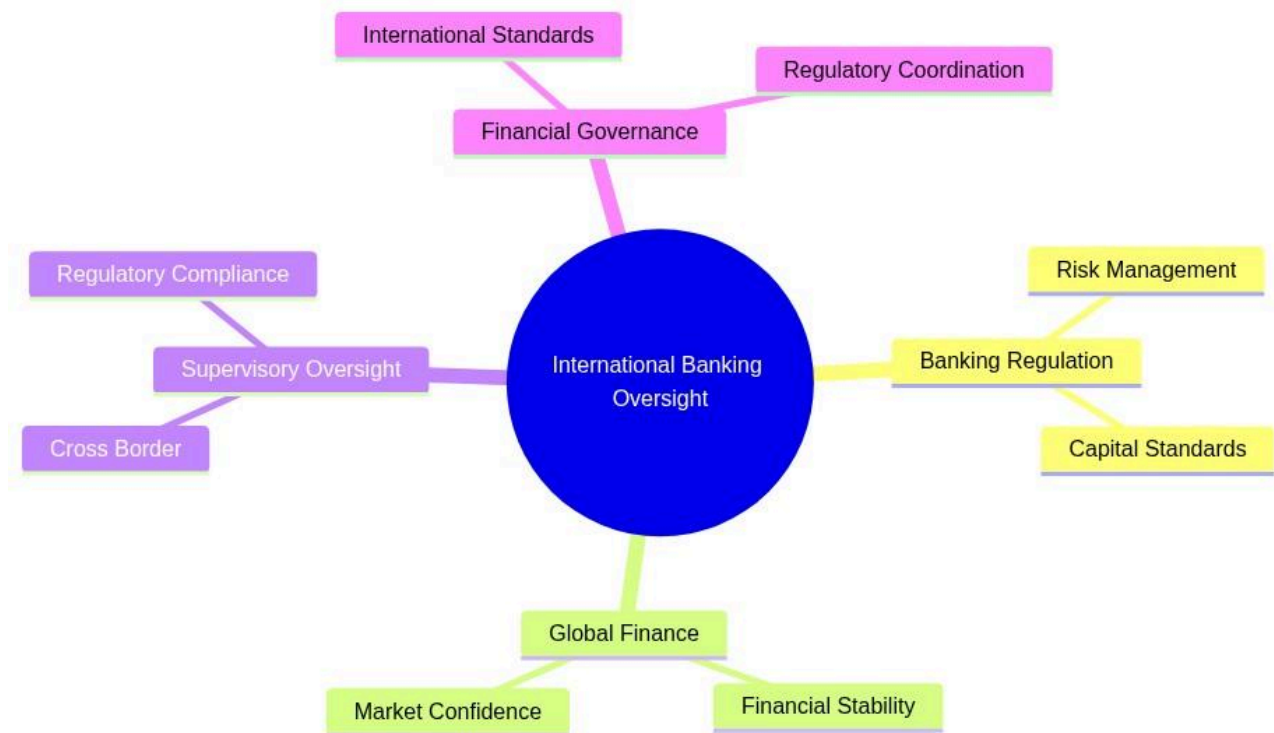 International Standards
Regulatory Coordination
Financial Governance
Regulatory Compliance
Risk Management
Supervisory Oversight
International Banking
Oversight
Banking Regulation
Cross Border
Capital Standards
Global Finance
Market Confidence
Financial Stability